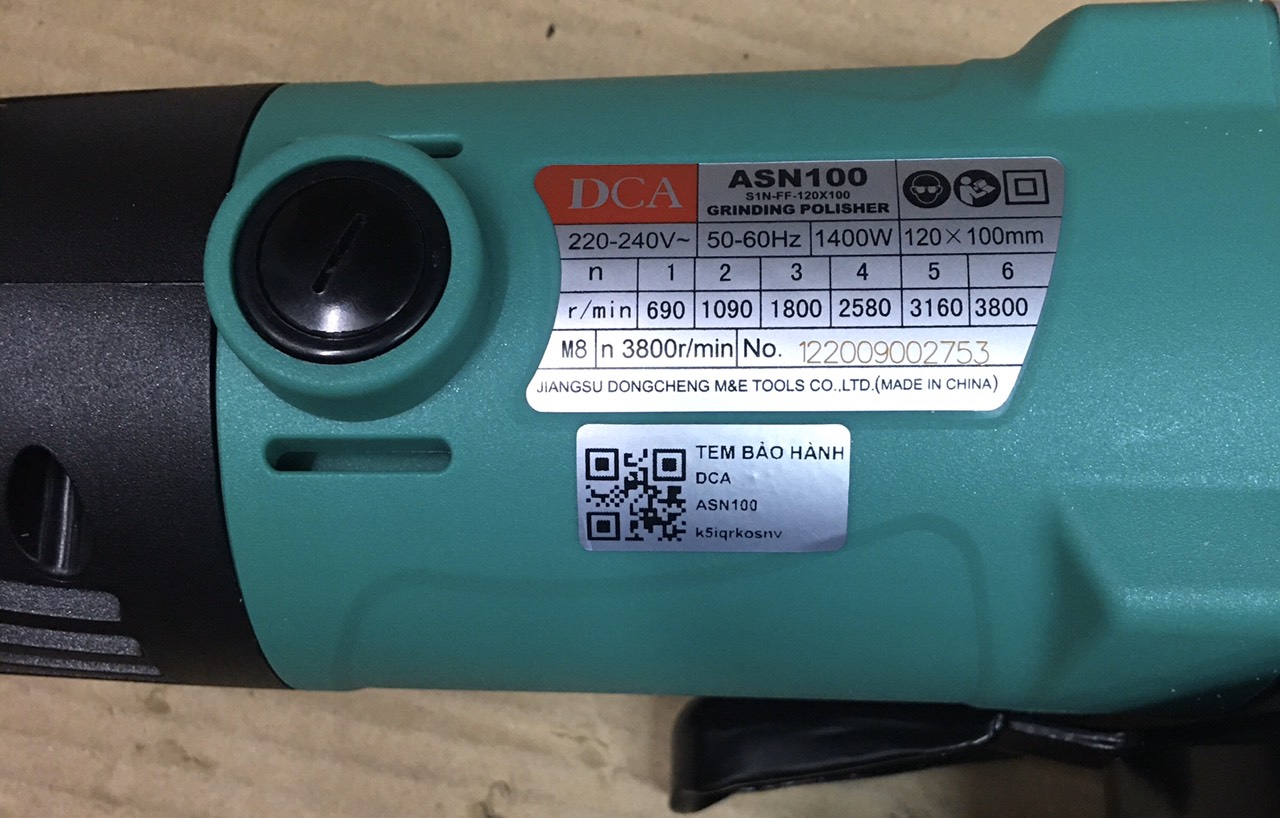 DCA
ASN100
S1N-FF-120X100
GRINDING POLISHER
220-240V~ 50-60Hz 1400W 120×100mm
n 1 2 3 4 5 6
r/min 690 1090 1800 2580 3160 3800
M8 n 3800r/min No. 122009002753
JIANGSU DONGCHENG M&E TOOLS CO.,LTD.(MADE IN CHINA)
TEM BẢO HÀNH
DCA
ASN100
k5iqrkosnv